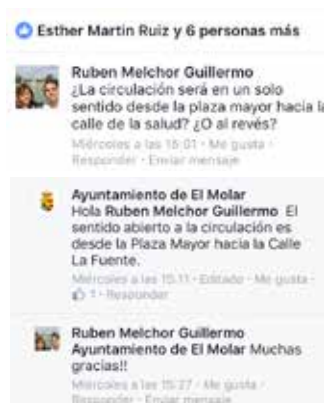 Esther Martin Ruiz y 6 personas más
Ruben Melchor Guillermo
¿La circulación será en un solo
sentido desde la plaza mayor hacia la
calle de la salud? ¿O al revés?
Miércoles a las 15:01 · Me gusta ·
Responder · Enviar mensaje
Ayuntamiento de El Molar
Hola Ruben Melchor Guillermo El
sentido abierto a la circulación es
desde la Plaza Mayor hacia la Calle
La Fuente.
Miércoles a las 15:11 · Editado · Me gusta ·
1 · Responder
Ruben Melchor Guillermo
Ayuntamiento de El Molar Muchas
gracias!!
Miércoles a las 15:27 · Me gusta ·
Responder · Enviar mensaje